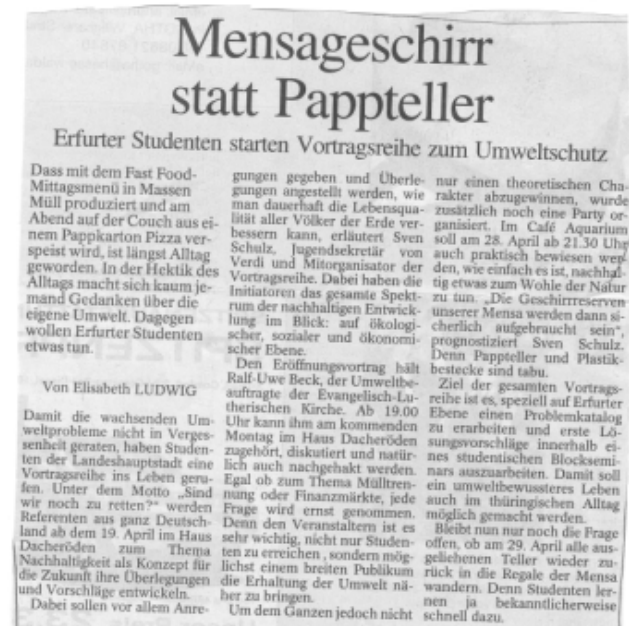 Mensageschirr
statt Pappteller
Erfurter Studenten starten Vortragsreihe zum Umweltschutz
Dass mit dem Fast Food-
Mittagsmenü in Massen
Müll produziert und am
Abend auf der Couch aus ei-
nem Pappkarton Pizza ver-
speist wird, ist längst Alltag
geworden. In der Hektik des
Alltags macht sich kaum je-
mand Gedanken über die
eigene Umwelt. Dagegen
wollen Erfurter Studenten
etwas tun.
Von Elisabeth LUDWIG
Damit die wachsenden Um-
weltprobleme nicht in Verges-
senheit geraten, haben Studen-
ten der Landeshauptstadt eine
Vortragsreihe ins Leben geru-
fen. Unter dem Motto „Sind
wir noch zu retten?“ werden
Referenten aus ganz Deutsch-
land ab dem 19. April im Haus
Dacheröden zum Thema
Nachhaltigkeit als Konzept für
die Zukunft ihre Überlegungen
und Vorschläge entwickeln.
Dabei sollen vor allem Anre-
gungen gegeben und Überle-
gungen angestellt werden, wie
man dauerhaft die Lebensqua-
lität aller Völker der Erde ver-
bessern kann, erläutert Sven
Schulz, Jugendsekretär von
Verdi und Mitorganisator der
Vortragsreihe. Dabei haben die
Initiatoren das gesamte Spekt-
rum der nachhaltigen Entwick-
lung im Blick: auf ökologi-
scher, sozialer und ökonomi-
scher Ebene.
Den Eröffnungsvortrag hält
Ralf-Uwe Beck, der Umweltbe-
auftragte der Evangelisch-Lu-
therischen Kirche. Ab 19.00
Uhr kann ihm am kommenden
Montag im Haus Dacheröden
zugehört, diskutiert und natür-
lich auch nachgehakt werden.
Egal ob zum Thema Mülltren-
nung oder Finanzmärkte, jede
Frage wird ernst genommen.
Denn den Veranstaltern ist es
sehr wichtig, nicht nur Studen-
ten zu erreichen , sondern mög-
lichst einem breiten Publikum
die Erhaltung der Umwelt nä-
her zu bringen.
Um dem Ganzen jedoch nicht
nur einen theoretischen Cha-
rakter abzugewinnen, wurde
zusätzlich noch eine Party or-
ganisiert. Im Café Aquarium
soll am 28. April ab 21.30 Uhr
auch praktisch bewiesen wer-
den, wie einfach es ist, nachhal-
tig etwas zum Wohle der Natur
zu tun. „Die Geschirrreserven
unserer Mensa werden dann si-
cherlich aufgebraucht sein“,
prognostiziert Sven Schulz.
Denn Pappteller und Plastik-
bestecke sind tabu.
Ziel der gesamten Vortrags-
reihe ist es, speziell auf Erfurter
Ebene einen Problemkatalog
zu erarbeiten und erste Lö-
sungsvorschläge innerhalb ei-
nes studentischen Blocksemi-
nars auszuarbeiten. Damit soll
ein umweltbewussteres Leben
auch im thüringischen Alltag
möglich gemacht werden.
Bleibt nun nur noch die Frage
offen, ob am 29. April alle aus-
geliehenen Teller wieder zu-
rück in die Regale der Mensa
wandern. Denn Studenten ler-
nen ja bekanntlicherweise
schnell dazu.